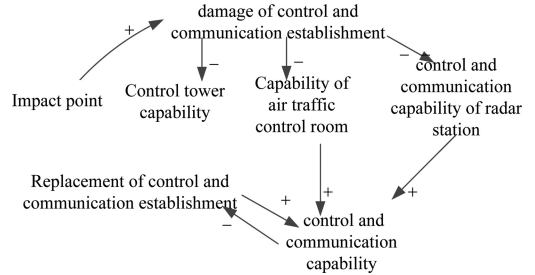 damage of control and
communication establishment
+
−
−
−
Impact point
Control tower
capability
Capability of
air traffic
control room
control and
communication
capability of radar
station
Replacement of control and
communication establishment
+
+
+
−
control and
communication
capability